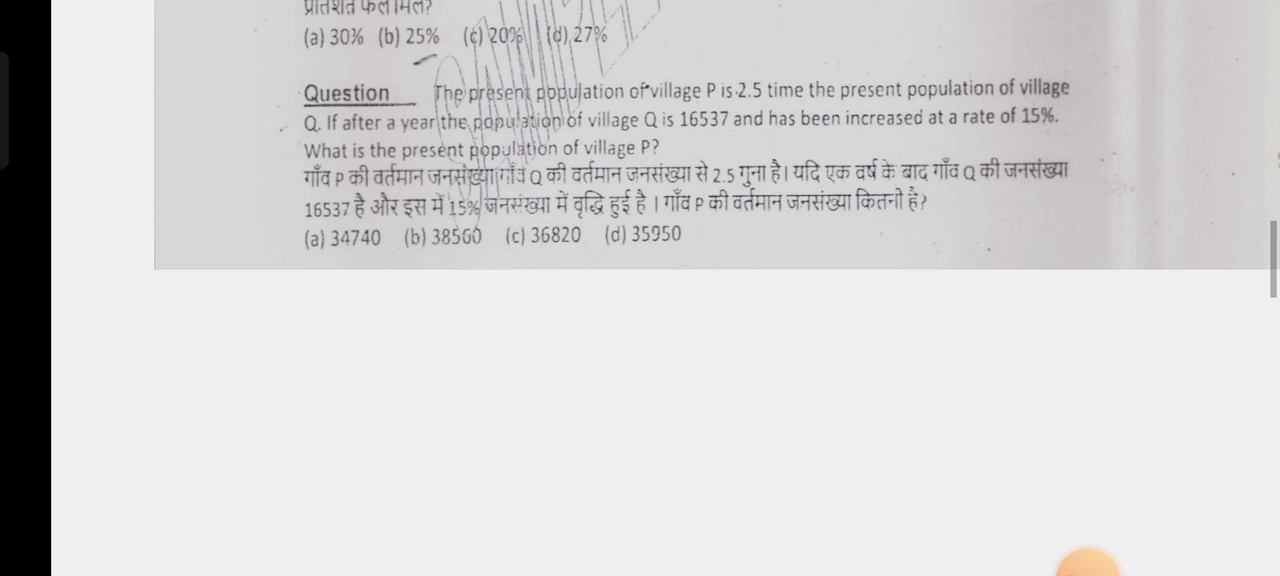 प्रतिशत फल मिले?
(a) 30% (b) 25% (c) 20% (d) 27%
Question The present population of village P is 2.5 time the present population of village
Q. If after a year the population of village Q is 16537 and has been increased at a rate of 15%.
What is the present population of village P?
गाँव P की वर्तमान जनसंख्या गाँव Q की वर्तमान जनसंख्या से 2.5 गुना है। यदि एक वर्ष के बाद गाँव Q की जनसंख्या
16537 है और इस में 15% जनसंख्या में वृद्धि हुई है । गाँव P की वर्तमान जनसंख्या कितनी है?
(a) 34740 (b) 38560 (c) 36820 (d) 35950